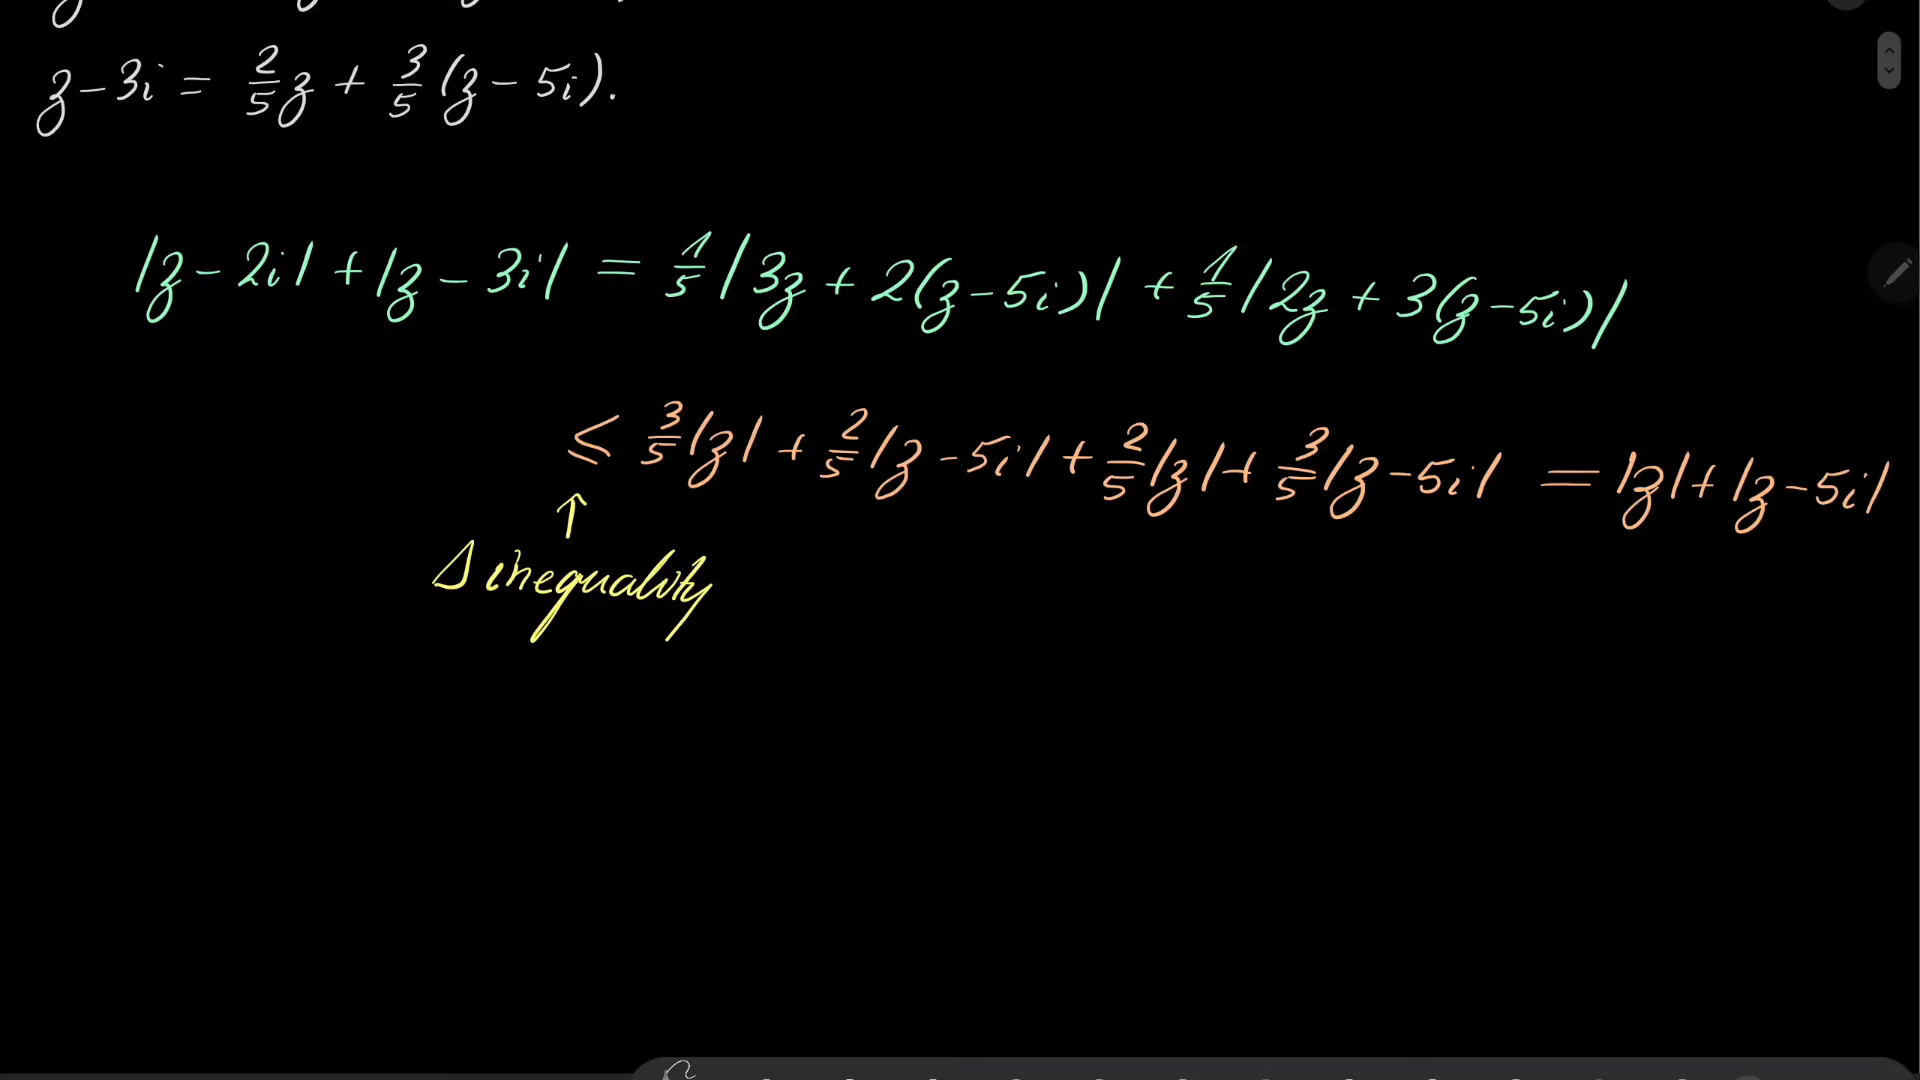 z - 3i = 2/5 z + 3/5 (z - 5i).
|z - 2i| + |z - 3i| = 1/5 |3z + 2(z - 5i)| + 1/5 |2z + 3(z - 5i)|
≤ 3/5 |z| + 2/5 |z - 5i| + 2/5 |z| + 3/5 |z - 5i| = |z| + |z - 5i|
↑
Δ inequality